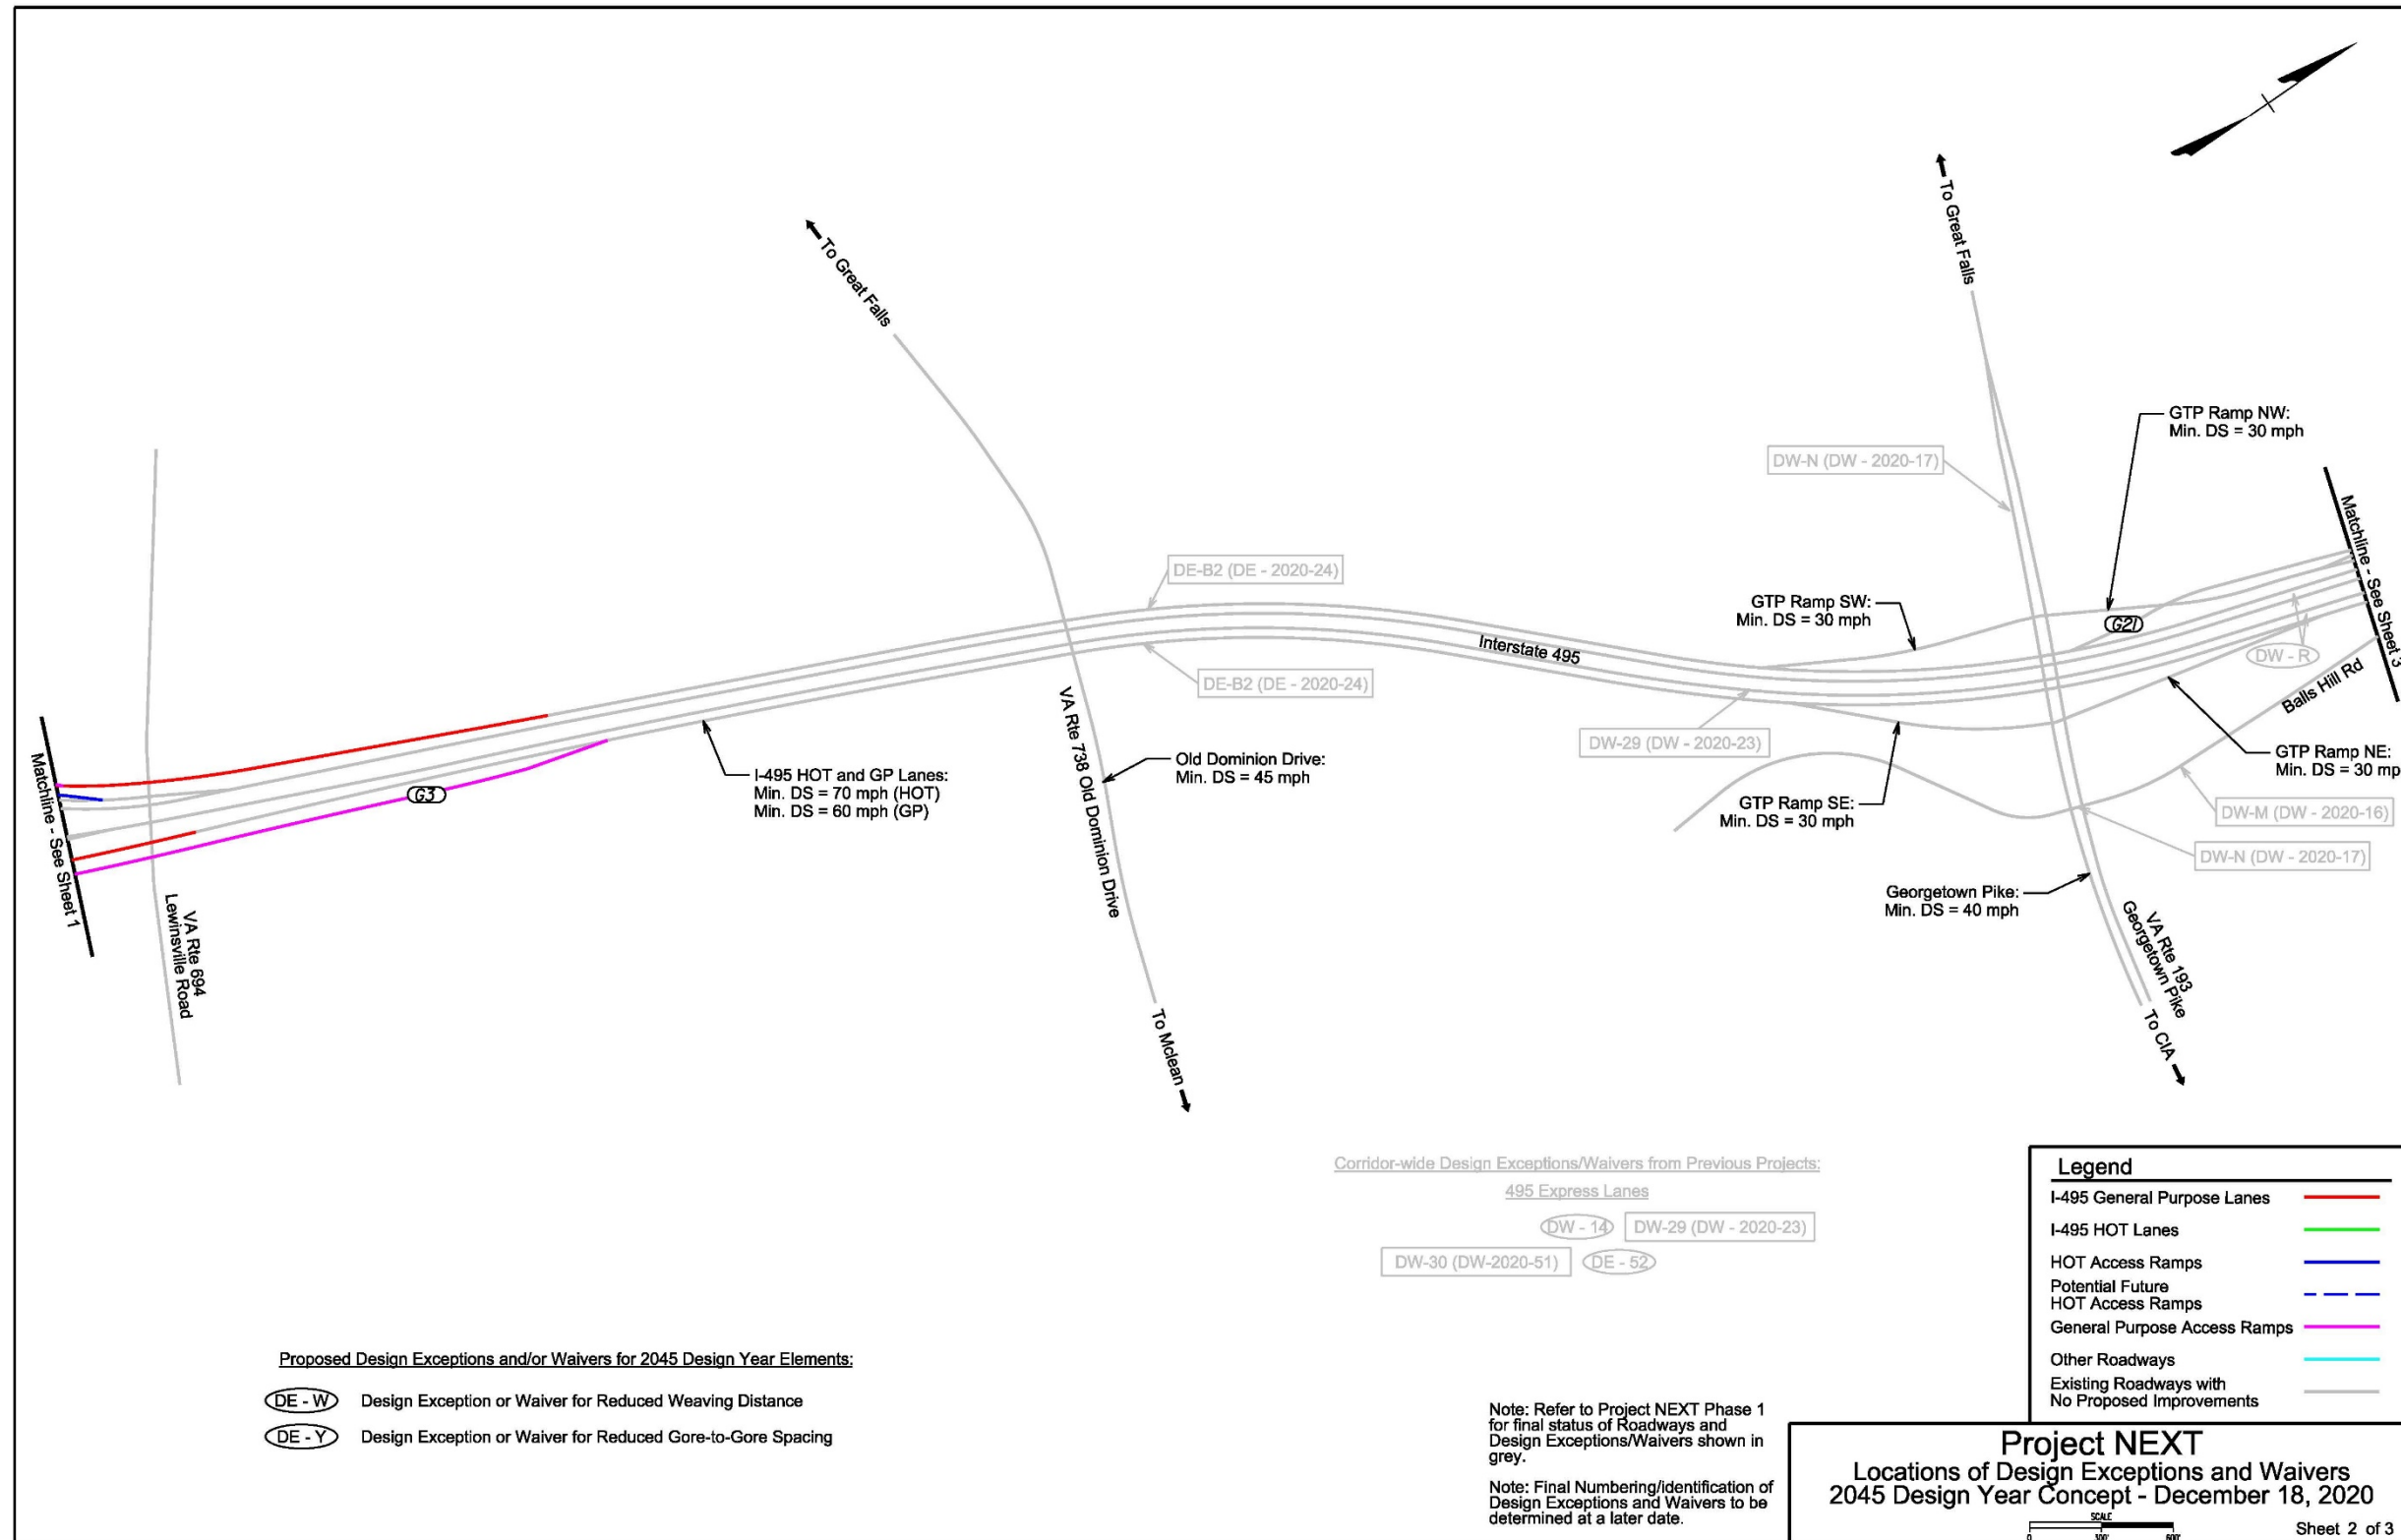 To Great Falls
To Great Falls
GTP Ramp NW:
Min. DS = 30 mph
DW-N (DW - 2020-17)
Matchline - See Sheet 3
DE-B2 (DE - 2020-24)
GTP Ramp SW:
Min. DS = 30 mph
G21
Interstate 495
DW - R
DE-B2 (DE - 2020-24)
Balls Hill Rd
VA Rte 738 Old Dominion Drive
DW-29 (DW - 2020-23)
Matchline - See Sheet 1
G3
I-495 HOT and GP Lanes:
Min. DS = 70 mph (HOT)
Min. DS = 60 mph (GP)
Old Dominion Drive:
Min. DS = 45 mph
GTP Ramp NE:
Min. DS = 30 mp
GTP Ramp SE:
Min. DS = 30 mph
DW-M (DW - 2020-16)
DW-N (DW - 2020-17)
Georgetown Pike:
Min. DS = 40 mph
VA Rte 694
Lewinsville Road
VA Rte 193
Georgetown Pike
To Mclean
To CIA
Corridor-wide Design Exceptions/Waivers from Previous Projects:
495 Express Lanes
DW - 14 DW-29 (DW - 2020-23)
DW-30 (DW-2020-51) DE - 52
Legend
I-495 General Purpose Lanes
I-495 HOT Lanes
HOT Access Ramps
Potential Future
HOT Access Ramps
General Purpose Access Ramps
Other Roadways
Existing Roadways with
No Proposed Improvements
Proposed Design Exceptions and/or Waivers for 2045 Design Year Elements:
DE - W Design Exception or Waiver for Reduced Weaving Distance
DE - Y Design Exception or Waiver for Reduced Gore-to-Gore Spacing
Note: Refer to Project NEXT Phase 1
for final status of Roadways and
Design Exceptions/Waivers shown in
grey.
Note: Final Numbering/identification of
Design Exceptions and Waivers to be
determined at a later date.
Project NEXT
Locations of Design Exceptions and Waivers
2045 Design Year Concept - December 18, 2020
SCALE
0 300' 600'
Sheet 2 of 3